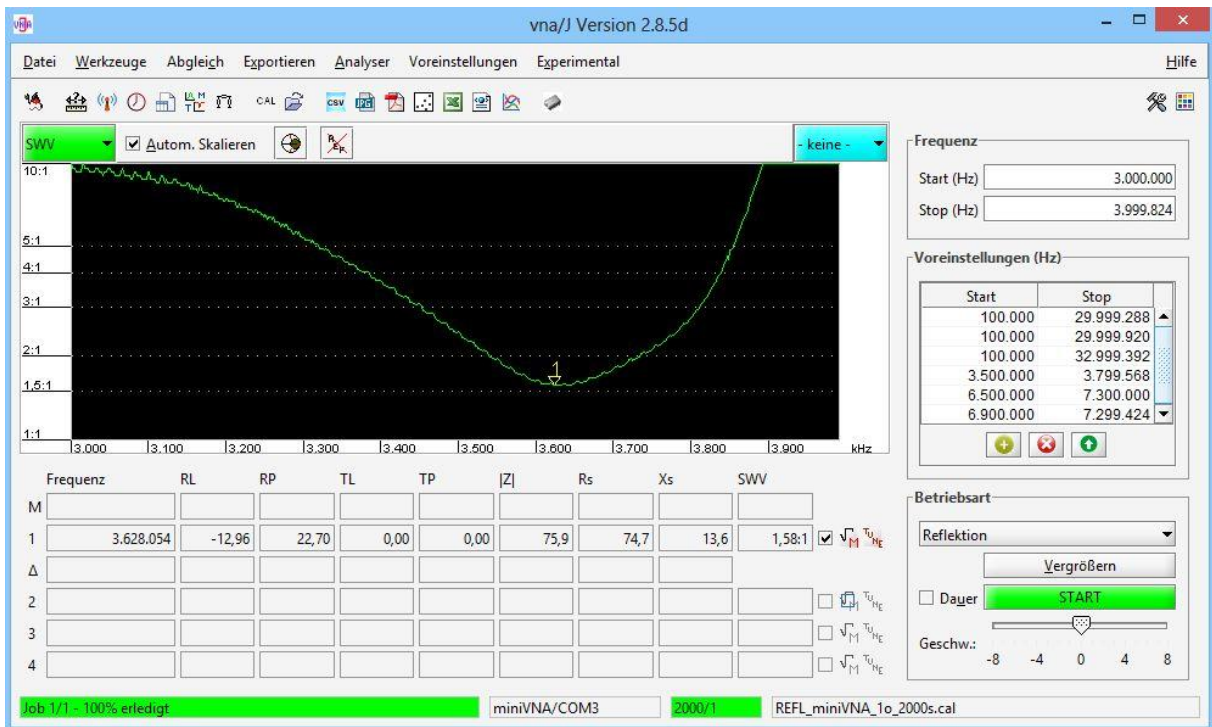 vna/J Version 2.8.5d
Datei Werkzeuge Abgleich Exportieren Analyser Voreinstellungen Experimental Hilfe
CAL CSV
SWV Autom. Skalieren - keine -
10:1
5:1
4:1
3:1
2:1
1,5:1
1:1
1
3.000 3.100 3.200 3.300 3.400 3.500 3.600 3.700 3.800 3.900 kHz
Frequenz RL RP TL TP |Z| Rs Xs SWV
M
1 3.628.054 -12,96 22,70 0,00 0,00 75,9 74,7 13,6 1,58:1 TUNE
Δ
2 TUNE
3 TUNE
4 TUNE
Frequenz
Start (Hz) 3.000.000
Stop (Hz) 3.999.824
Voreinstellungen (Hz)
Start Stop
100.000 29.999.288
100.000 29.999.920
100.000 32.999.392
3.500.000 3.799.568
6.500.000 7.300.000
6.900.000 7.299.424
Betriebsart
Reflektion
Vergrößern
Dauer START
Geschw.:
-8 -4 0 4 8
Job 1/1 - 100% erledigt miniVNA/COM3 2000/1 REFL_miniVNA_1o_2000s.cal